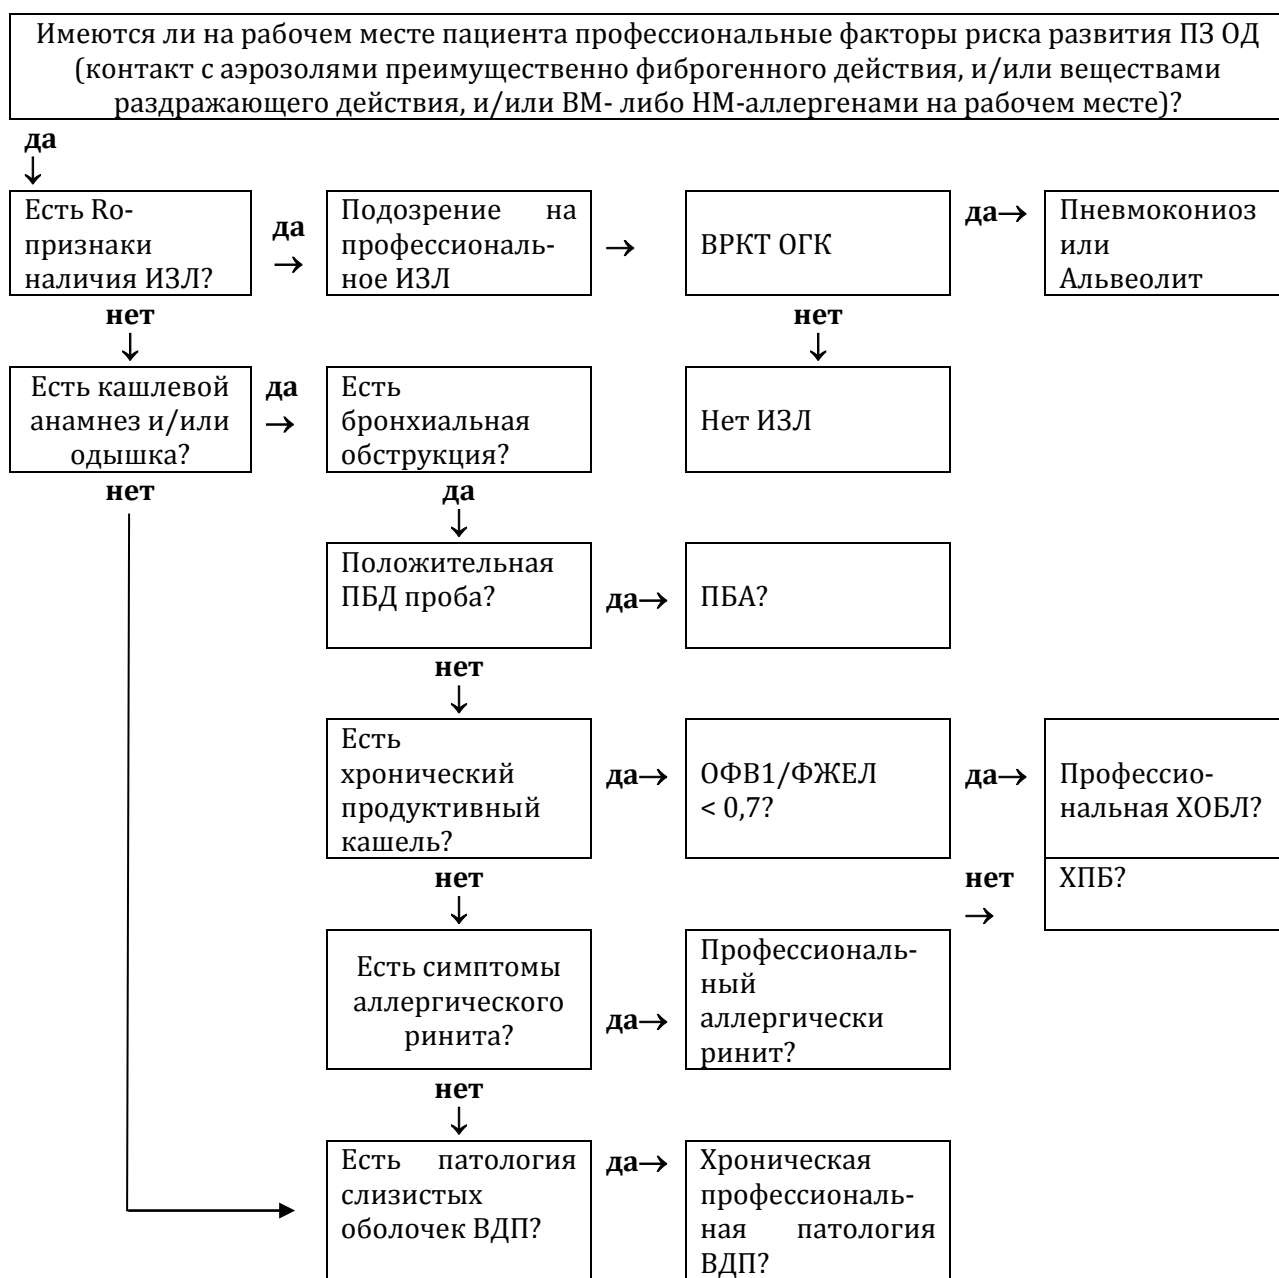 Имеются ли на рабочем месте пациента профессиональные факторы риска развития ПЗ ОД
(контакт с аэрозолями преимущественно фиброгенного действия, и/или веществами
раздражающего действия, и/или ВМ- либо НМ-аллергенами на рабочем месте)?
да
↓
Есть Ro-
признаки
наличия ИЗЛ?
да
→
Подозрение на
профессиональ-
ное ИЗЛ
→
ВРКТ ОГК
да→
Пневмокониоз
или
Альвеолит
нет
↓
нет
↓
Есть кашлевой
анамнез и/или
одышка?
да
→
Есть
бронхиальная
обструкция?
Нет ИЗЛ
нет
да
↓
Положительная
ПБД проба?
да→
ПБА?
нет
↓
Есть
хронический
продуктивный
кашель?
да→
ОФВ1/ФЖЕЛ
< 0,7?
да→
Профессио-
нальная ХОБЛ?
нет
↓
нет
→
ХПБ?
Есть симптомы
аллергического
ринита?
да→
Профессиональ-
ный
аллергически
ринит?
нет
↓
Есть патология
слизистых
оболочек ВДП?
да→
Хроническая
профессиональ-
ная патология
ВДП?